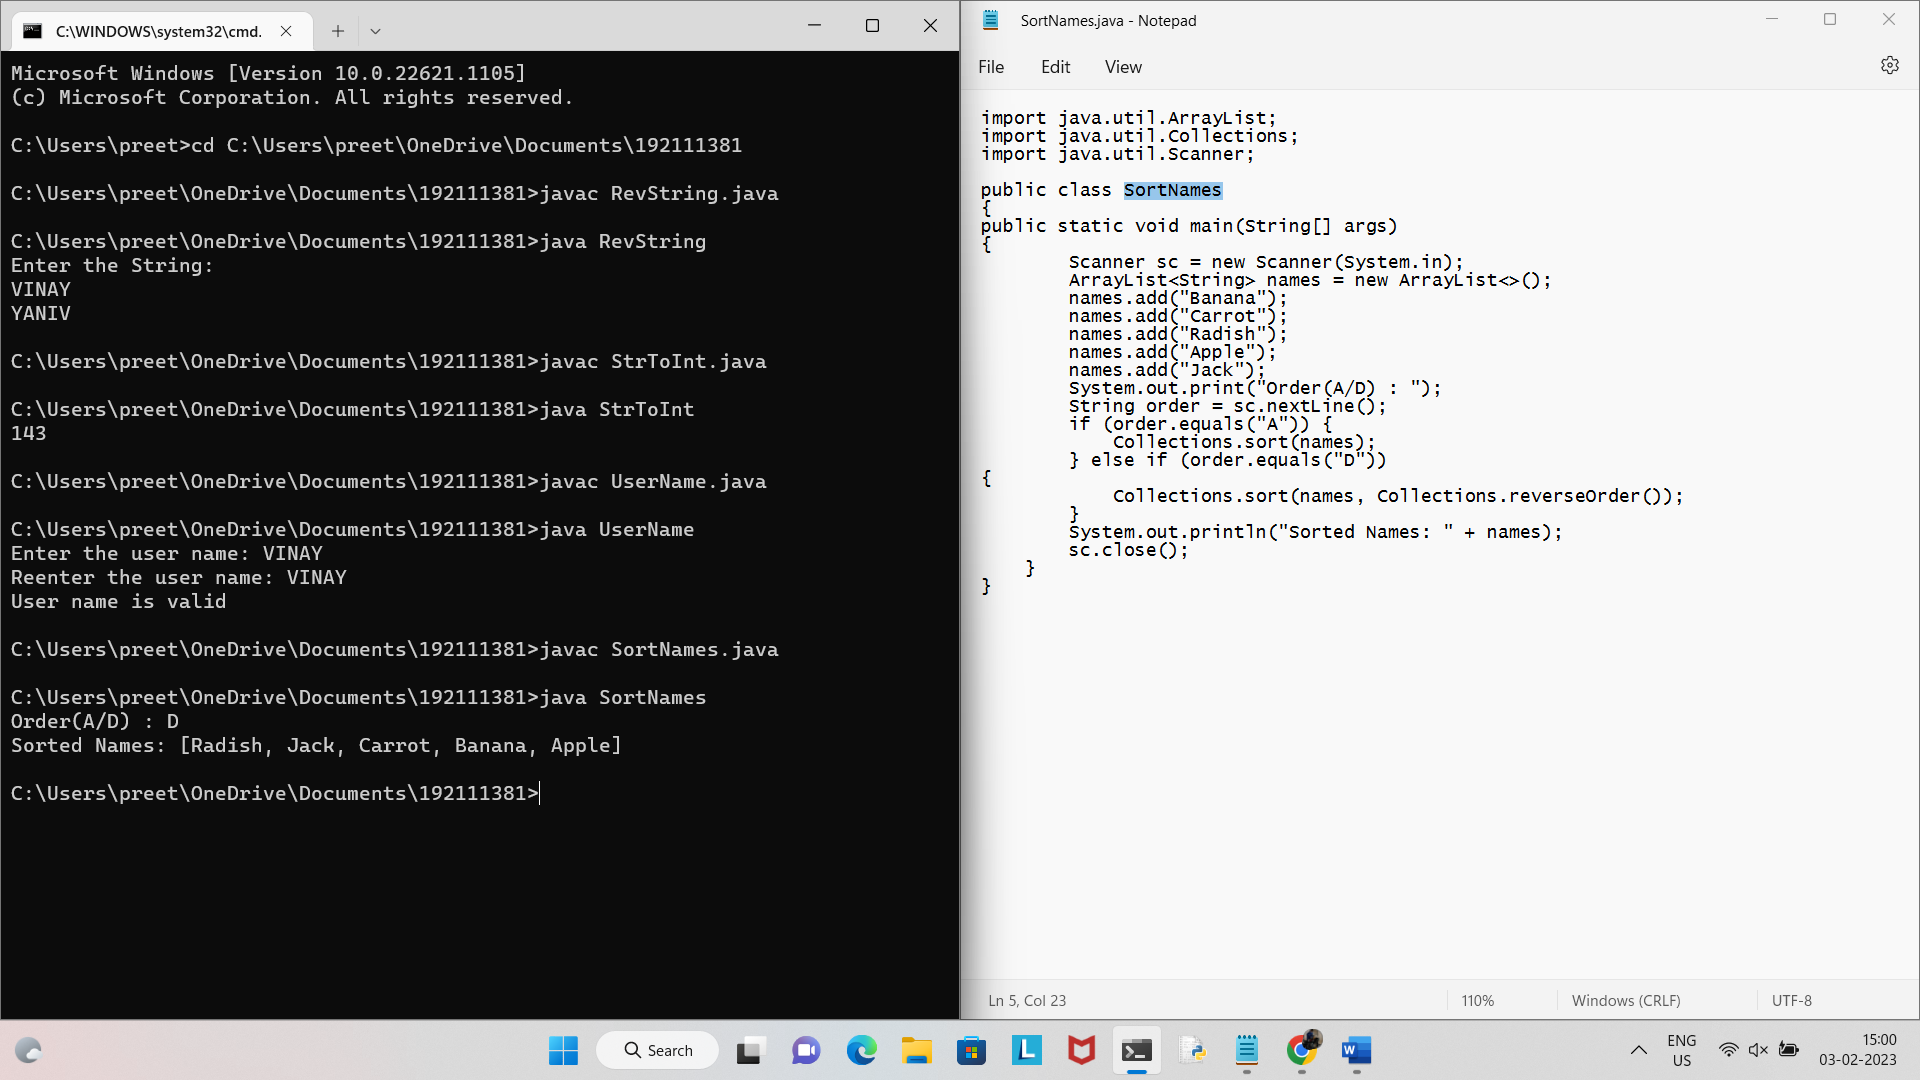 C:\WINDOWS\system32\cmd.
Microsoft Windows [Version 10.0.22621.1105]
(c) Microsoft Corporation. All rights reserved.
C:\Users\preet>cd C:\Users\preet\OneDrive\Documents\192111381
C:\Users\preet\OneDrive\Documents\192111381>javac RevString.java
C:\Users\preet\OneDrive\Documents\192111381>java RevString
Enter the String:
VINAY
YANIV
C:\Users\preet\OneDrive\Documents\192111381>javac StrToInt.java
C:\Users\preet\OneDrive\Documents\192111381>java StrToInt
143
C:\Users\preet\OneDrive\Documents\192111381>javac UserName.java
C:\Users\preet\OneDrive\Documents\192111381>java UserName
Enter the user name: VINAY
Reenter the user name: VINAY
User name is valid
C:\Users\preet\OneDrive\Documents\192111381>javac SortNames.java
C:\Users\preet\OneDrive\Documents\192111381>java SortNames
Order(A/D) : D
Sorted Names: [Radish, Jack, Carrot, Banana, Apple]
C:\Users\preet\OneDrive\Documents\192111381>
SortNames.java - Notepad
File Edit View
import java.util.ArrayList;
import java.util.Collections;
import java.util.Scanner;
public class SortNames
{
public static void main(String[] args)
{
Scanner sc = new Scanner(System.in);
ArrayList<String> names = new ArrayList<>();
names.add("Banana");
names.add("Carrot");
names.add("Radish");
names.add("Apple");
names.add("Jack");
System.out.print("Order(A/D) : ");
String order = sc.nextLine();
if (order.equals("A")) {
Collections.sort(names);
} else if (order.equals("D"))
{
Collections.sort(names, Collections.reverseOrder());
}
System.out.println("Sorted Names: " + names);
sc.close();
}
}
Ln 5, Col 23 110% Windows (CRLF) UTF-8
Search
L
W
ENG
US
15:00
03-02-2023